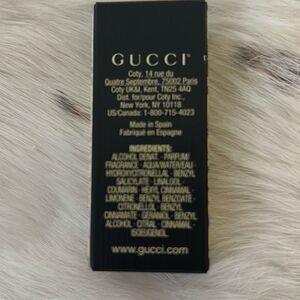 GUCCI
Coty, 14 rue du
Quatre Septembre, 75002 Paris
Coty UK&I, Kent, TN25 4AQ
Dist. for/pour Coty Inc.,
New York, NY 10118
US/Canada: 1-800-715-4023
Made in Spain
Fabriqué en Espagne
INGREDIENTS:
ALCOHOL DENAT. · PARFUM/
FRAGRANCE · AQUA/WATER/EAU ·
HYDROXYCITRONELLAL · BENZYL
SALICYLATE · LINALOOL ·
COUMARIN · HEXYL CINNAMAL ·
LIMONENE · BENZYL BENZOATE ·
CITRONELLOL · BENZYL
CINNAMATE · GERANIOL · BENZYL
ALCOHOL · CITRAL · CINNAMAL ·
ISOEUGENOL
www.gucci.com